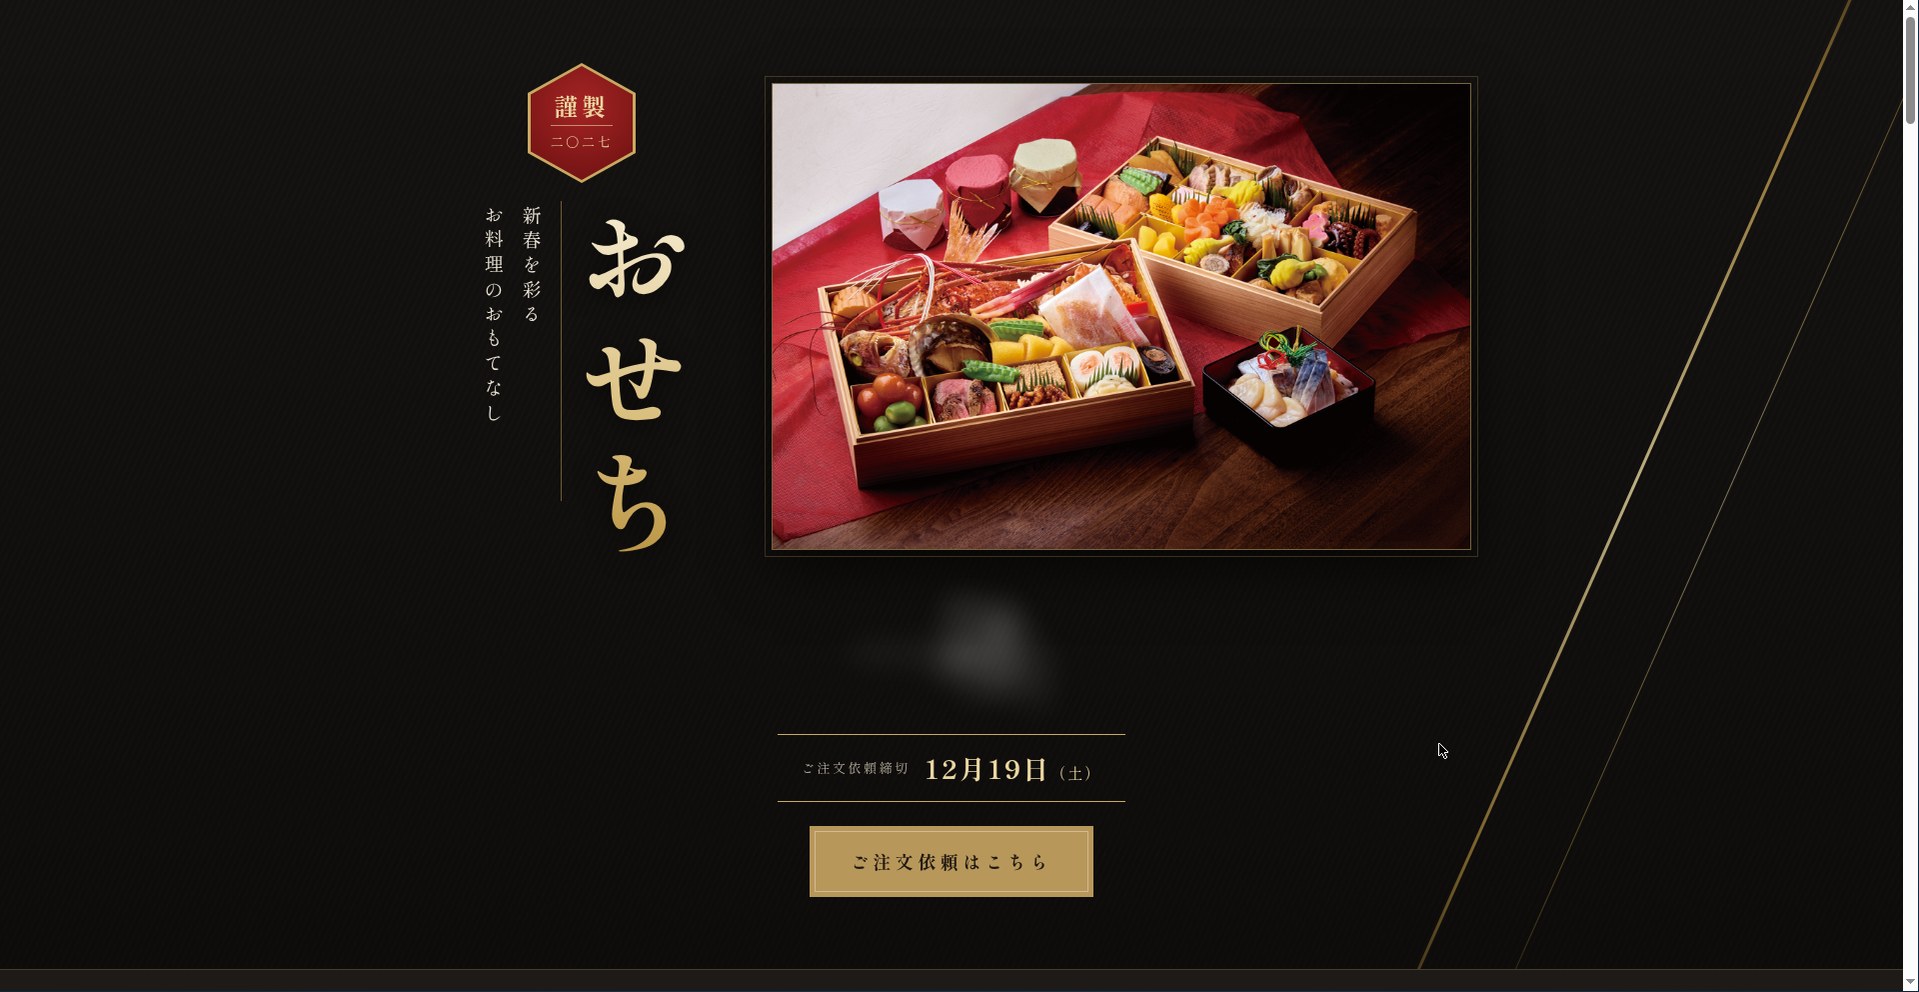 謹製
二〇二七
おせち
新春を彩る
お料理のおもてなし
ご注文依頼締切 12月19日（土）
ご注文依頼はこちら